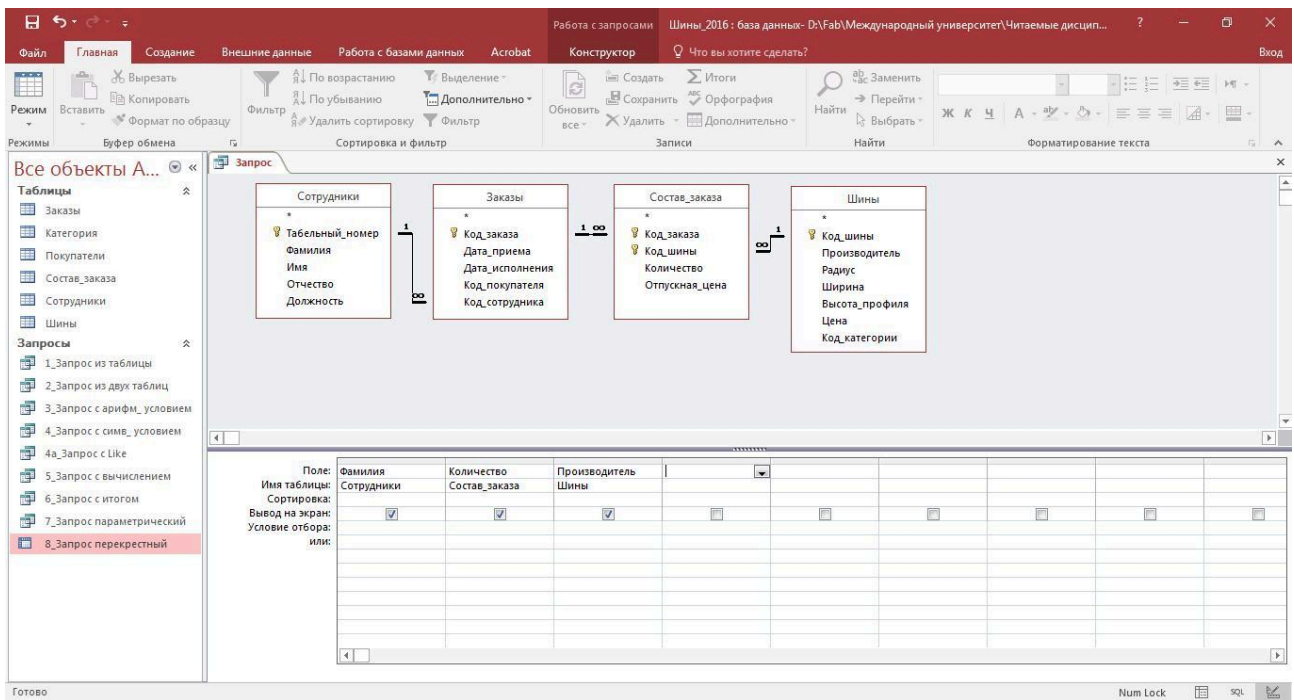 Работа с запросами Шины_2016 : база данных- D:\Fab\Международный университет\Читаемые дисцип... ?
Файл Главная Создание Внешние данные Работа с базами данных Acrobat Конструктор Что вы хотите сделать? Вход
Режим
Вставить
Вырезать
Копировать
Формат по образцу
Фильтр
По возрастанию
По убыванию
Удалить сортировку
Выделение
Дополнительно
Фильтр
Обновить
все
Создать
Сохранить
Удалить
Итоги
Орфография
Дополнительно
Найти
Заменить
Перейти
Выбрать
Ж К Ч А
Режимы Буфер обмена Сортировка и фильтр Записи Найти Форматирование текста
Все объекты A...
Таблицы
Заказы
Категория
Покупатели
Состав_заказа
Сотрудники
Шины
Запросы
1_Запрос из таблицы
2_Запрос из двух таблиц
3_Запрос с арифм_ условием
4_Запрос с симв_ условием
4а_Запрос с Like
5_Запрос с вычислением
6_Запрос с итогом
7_Запрос параметрический
8_Запрос перекрестный
Запрос
Сотрудники
*
Табельный_номер
Фамилия
Имя
Отчество
Должность
1 ∞
Заказы
*
Код_заказа
Дата_приема
Дата_исполнения
Код_покупателя
Код_сотрудника
1 ∞
Состав_заказа
*
Код_заказа
Код_шины
Количество
Отпускная_цена
∞ 1
Шины
*
Код_шины
Производитель
Радиус
Ширина
Высота_профиля
Цена
Код_категории
Поле: Фамилия Количество Производитель
Имя таблицы: Сотрудники Состав_заказа Шины
Сортировка:
Вывод на экран:
Условие отбора:
или:
Готово Num Lock SQL